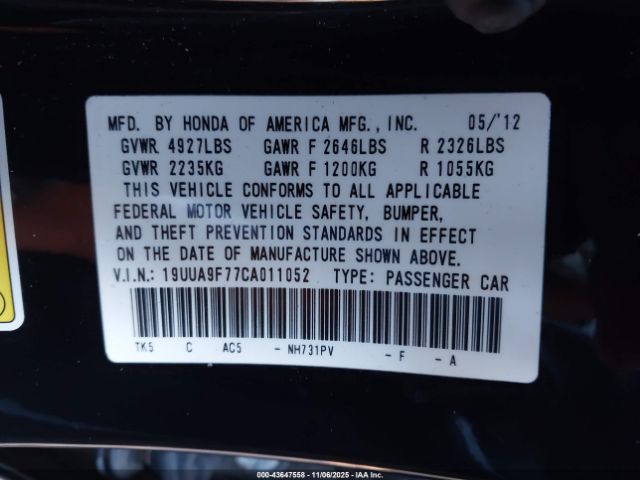 MFD. BY HONDA OF AMERICA MFG., INC. 05/'12
GVWR 4927LBS GAWR F 2646LBS R 2326LBS
GVWR 2235KG GAWR F 1200KG R 1055KG
THIS VEHICLE CONFORMS TO ALL APPLICABLE
FEDERAL MOTOR VEHICLE SAFETY, BUMPER,
AND THEFT PREVENTION STANDARDS IN EFFECT
ON THE DATE OF MANUFACTURE SHOWN ABOVE.
V.I.N.: 19UUA9F77CA011052 TYPE: PASSENGER CAR
TK5 C AC5 - NH731PV - F - A
000-43647558 - 11/06/2025 - IAAI.COM